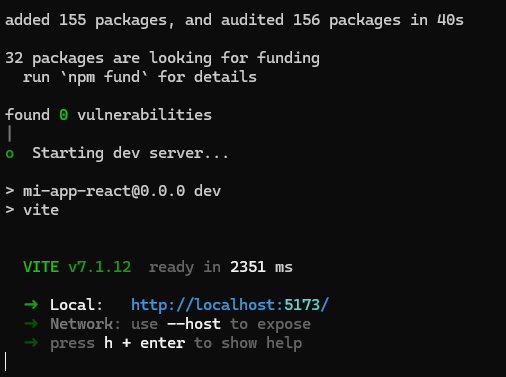 added 155 packages, and audited 156 packages in 40s
32 packages are looking for funding
run `npm fund` for details
found 0 vulnerabilities
|
o Starting dev server...
> mi-app-react@0.0.0 dev
> vite
VITE v7.1.12 ready in 2351 ms
➜ Local: http://localhost:5173/
➜ Network: use --host to expose
➜ press h + enter to show help